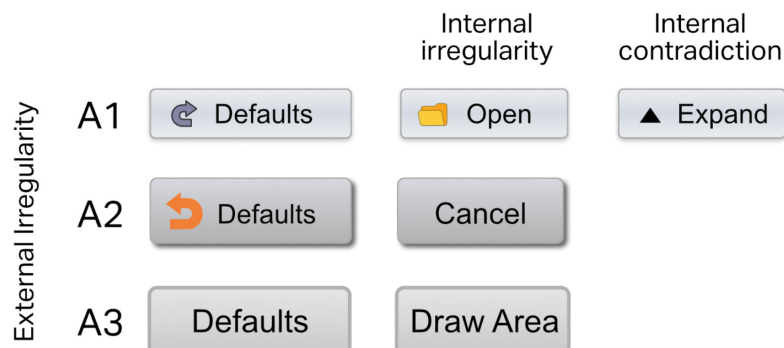 Internal
irregularity
Internal
contradiction
External Irregularity
A1 Defaults Open Expand
A2 Defaults Cancel
A3 Defaults Draw Area